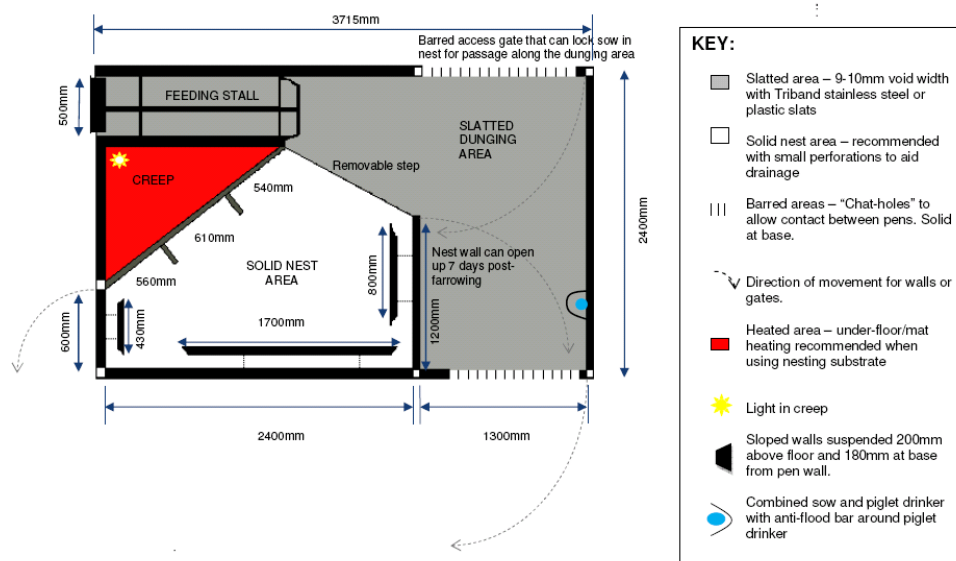 3715mm
Barred access gate that can lock sow in
nest for passage along the dunging area
500mm
FEEDING STALL
SLATTED
DUNGING
AREA
CREEP
Removable step
540mm
610mm
560mm
SOLID NEST
AREA
Nest wall can open
up 7 days post-
farrowing
800mm
1200mm
2400mm
600mm
430mm
1700mm
2400mm
1300mm
KEY:
Slatted area – 9-10mm void width
with Triband stainless steel or
plastic slats
Solid nest area – recommended
with small perforations to aid
drainage
Barred areas – “Chat-holes” to
allow contact between pens. Solid
at base.
Direction of movement for walls or
gates.
Heated area – under-floor/mat
heating recommended when
using nesting substrate
Light in creep
Sloped walls suspended 200mm
above floor and 180mm at base
from pen wall.
Combined sow and piglet drinker
with anti-flood bar around piglet
drinker